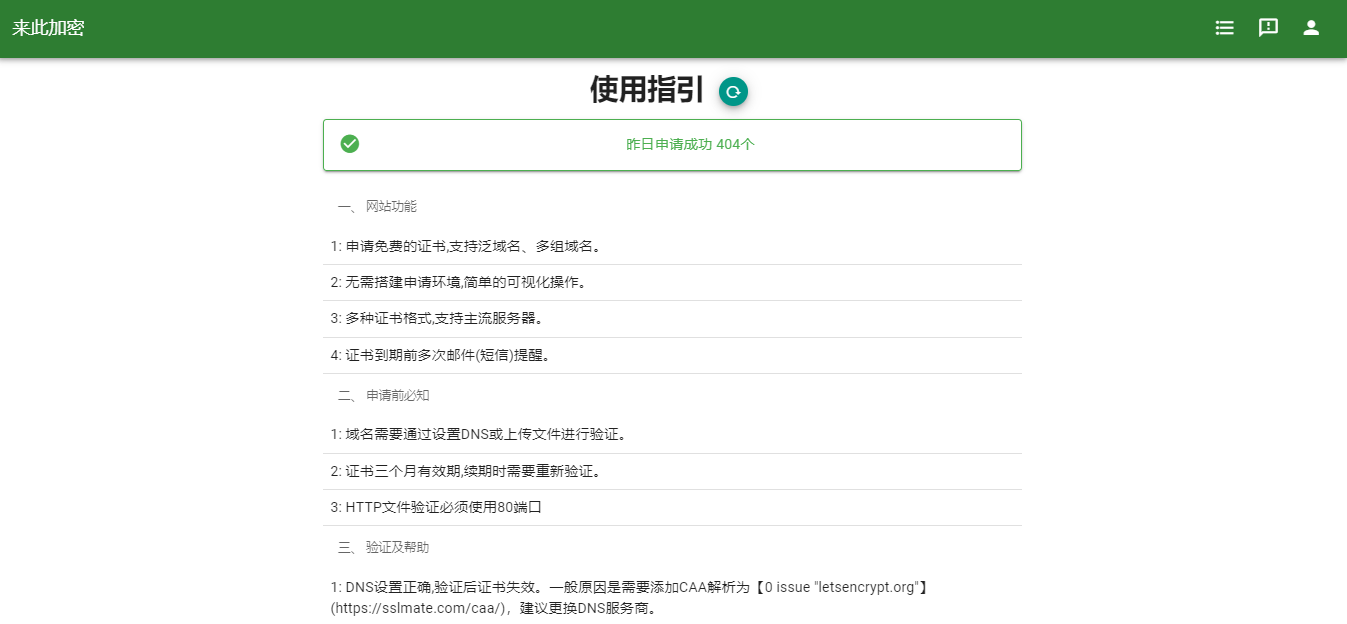 来此加密
使用指引
昨日申请成功 404个
一、 网站功能
1: 申请免费的证书,支持泛域名、多组域名。
2: 无需搭建申请环境,简单的可视化操作。
3: 多种证书格式,支持主流服务器。
4: 证书到期前多次邮件(短信)提醒。
二、 申请前必知
1: 域名需要通过设置DNS或上传文件进行验证。
2: 证书三个月有效期,续期时需要重新验证。
3: HTTP文件验证必须使用80端口
三、 验证及帮助
1: DNS设置正确,验证后证书失效。一般原因是需要添加CAA解析为【0 issue "letsencrypt.org"】
(https://sslmate.com/caa/)，建议更换DNS服务商。